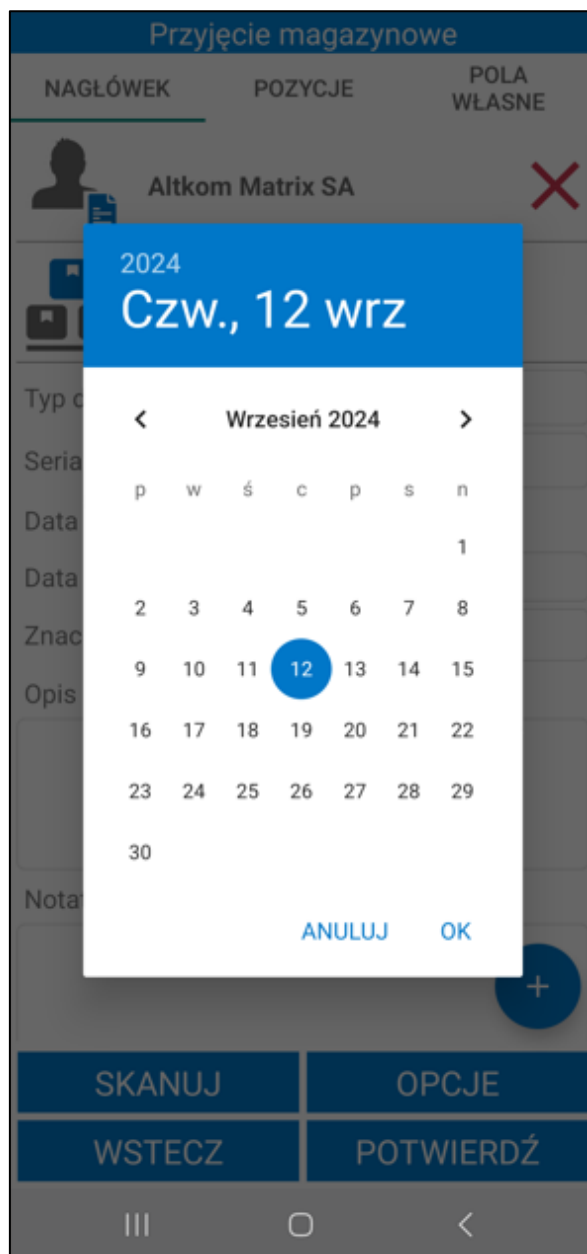 Przyjęcie magazynowe
NAGŁÓWEK POZYCJE POLA WŁASNE
Altkom Matrix SA
2024
Czw., 12 wrz
Typ
Wrzesień 2024
Seria
p w ś c p s n
Data
1
Data
2 3 4 5 6 7 8
Znac
9 10 11 12 13 14 15
Opis
16 17 18 19 20 21 22
23 24 25 26 27 28 29
30
Nota
ANULUJ OK
+
SKANUJ OPCJE
WSTECZ POTWIERDŹ